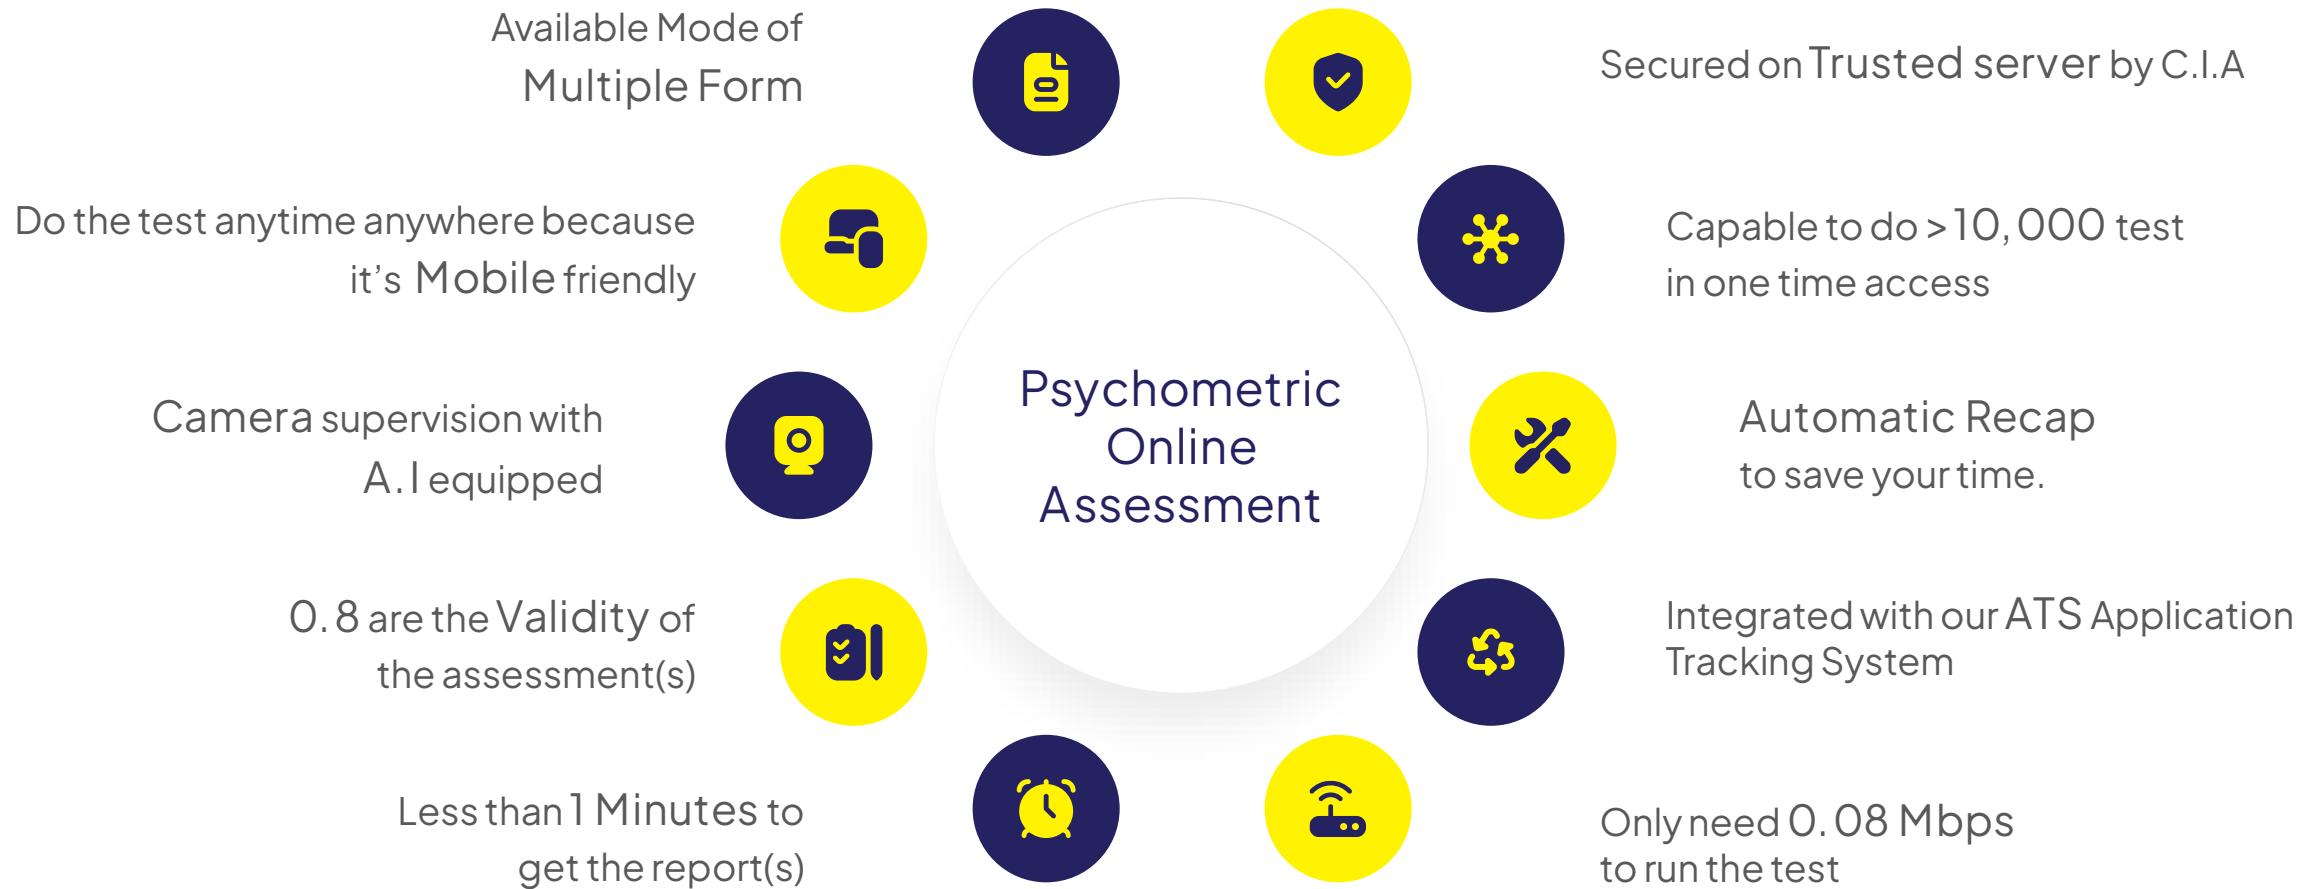 Available Mode of
Multiple Form
Do the test anytime anywhere because
it’s Mobile friendly
Camera supervision with
A.I equipped
0.8 are the Validity of
the assessment(s)
Less than 1 Minutes to
get the report(s)
Psychometric
Online
Assessment
Secured on Trusted server by C.I.A
Capable to do >10,000 test
in one time access
Automatic Recap
to save your time.
Integrated with our ATS Application
Tracking System
Only need 0.08 Mbps
to run the test